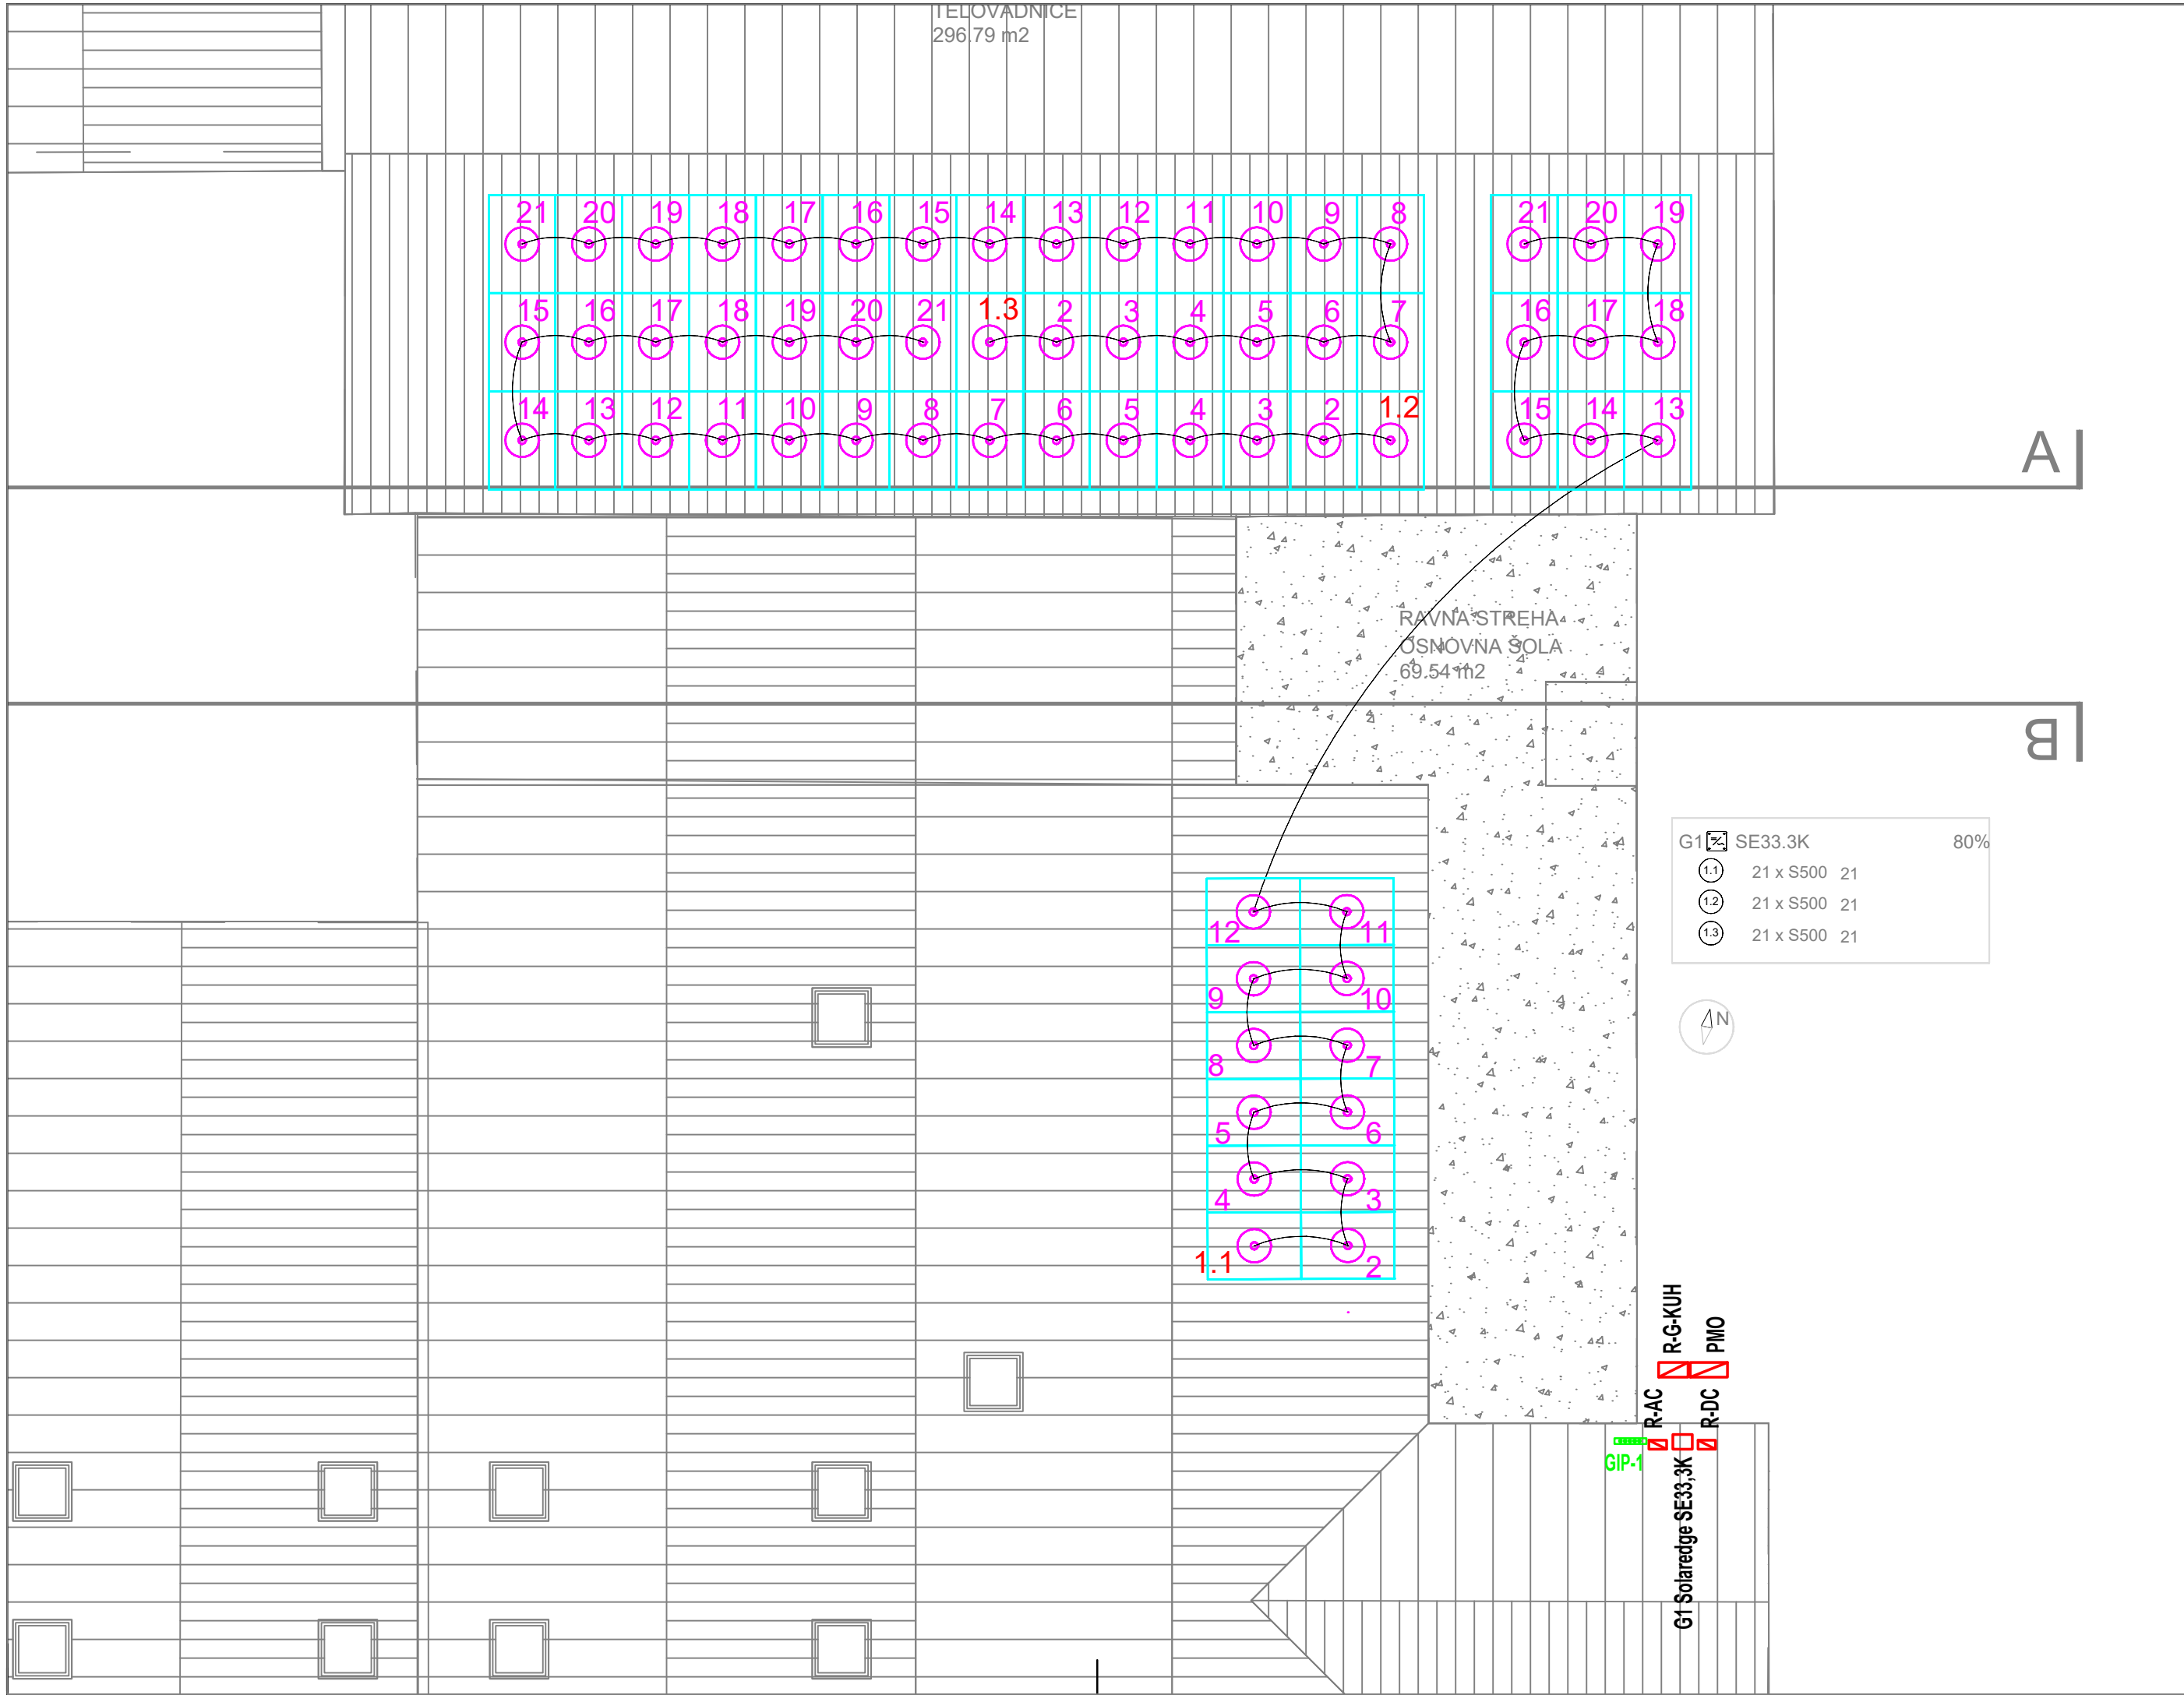 TELOVADNICE
296.79 m2
21 20 19 18 17 16 15 14 13 12 11 10 9 8 21 20 19
15 16 17 18 19 20 21 1.3 2 3 4 5 6 7 16 17 18
14 13 12 11 10 9 8 7 6 5 4 3 2 1.2 15 14 13
A
RAVNA STREHA
OSNOVNA ŠOLA
69.54 m2
B
G1 SE33.3K 80%
1.1 21 x S500 21
1.2 21 x S500 21
1.3 21 x S500 21
N
12 11
9 10
8 7
5 6
4 3
1.1 2
R-G-KUH
PMO
R-AC
R-DC
GIP-1
G1 Solaredge SE33,3K